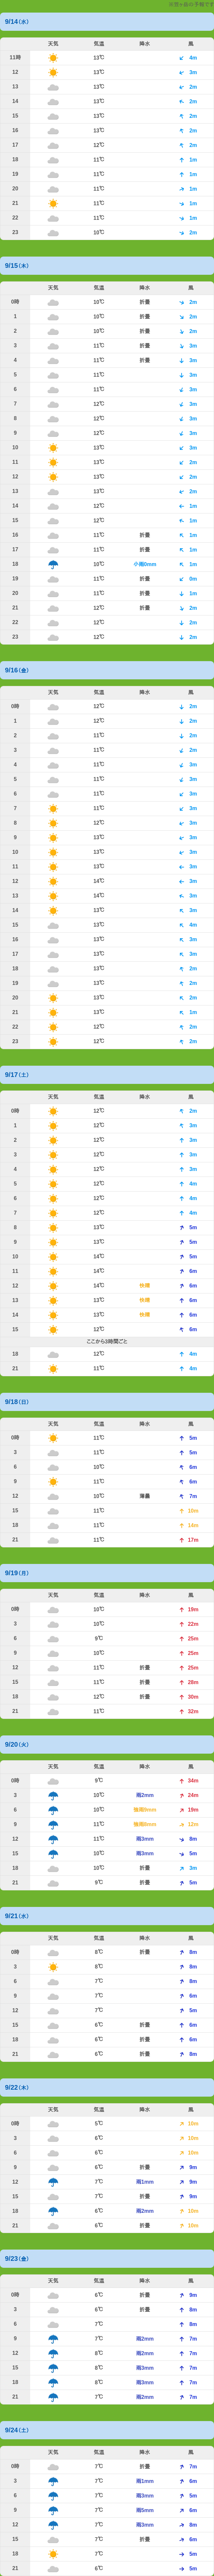 9/14(水)
天気 気温 降水 風
11時 13℃ 4m
12 13℃ 3m
13 13℃ 2m
14 13℃ 2m
15 13℃ 2m
16 13℃ 2m
17 12℃ 2m
18 11℃ 1m
19 11℃ 1m
20 11℃ 1m
21 11℃ 1m
22 11℃ 1m
23 10℃ 2m
9/15(木)
天気 気温 降水 風
0時 10℃ 折畳 2m
1 10℃ 折畳 2m
2 10℃ 折畳 2m
3 11℃ 折畳 3m
4 11℃ 折畳 3m
5 11℃ 3m
6 11℃ 3m
7 12℃ 3m
8 12℃ 3m
9 12℃ 3m
10 13℃ 3m
11 13℃ 2m
12 13℃ 2m
13 13℃ 2m
14 12℃ 1m
15 12℃ 1m
16 11℃ 折畳 1m
17 11℃ 折畳 1m
18 10℃ 小雨0mm 1m
19 11℃ 折畳 0m
20 11℃ 折畳 1m
21 12℃ 折畳 2m
22 12℃ 2m
23 12℃ 2m
9/16(金)
天気 気温 降水 風
0時 12℃ 2m
1 12℃ 2m
2 11℃ 2m
3 11℃ 2m
4 11℃ 3m
5 11℃ 3m
6 11℃ 3m
7 11℃ 3m
8 12℃ 3m
9 13℃ 3m
10 13℃ 3m
11 13℃ 3m
12 14℃ 3m
13 14℃ 3m
14 13℃ 3m
15 13℃ 4m
16 13℃ 3m
17 13℃ 3m
18 13℃ 2m
19 13℃ 2m
20 13℃ 2m
21 13℃ 1m
22 12℃ 2m
23 12℃ 2m
9/17(土)
天気 気温 降水 風
0時 12℃ 2m
1 12℃ 3m
2 12℃ 3m
3 12℃ 3m
4 12℃ 3m
5 12℃ 4m
6 12℃ 4m
7 12℃ 4m
8 13℃ 5m
9 13℃ 5m
10 14℃ 5m
11 14℃ 6m
12 14℃ 快晴 6m
13 13℃ 快晴 6m
14 13℃ 快晴 6m
15 12℃ 6m
ここから3時間ごと
18 12℃ 4m
21 11℃ 4m
9/18(日)
天気 気温 降水 風
0時 11℃ 5m
3 11℃ 5m
6 10℃ 6m
9 11℃ 6m
12 10℃ 薄曇 7m
15 11℃ 10m
18 11℃ 14m
21 11℃ 17m
9/19(月)
天気 気温 降水 風
0時 10℃ 19m
3 10℃ 22m
6 9℃ 25m
9 10℃ 25m
12 11℃ 折畳 25m
15 11℃ 折畳 28m
18 12℃ 折畳 30m
21 11℃ 32m
9/20(火)
天気 気温 降水 風
0時 9℃ 34m
3 10℃ 雨2mm 24m
6 10℃ 19m
9 11℃ 12m
12 11℃ 雨3mm 8m
15 10℃ 雨3mm 5m
18 10℃ 折畳 3m
21 9℃ 折畳 5m
9/21(水)
天気 気温 降水 風
0時 8℃ 折畳 8m
3 8℃ 8m
6 7℃ 8m
9 7℃ 6m
12 7℃ 5m
15 6℃ 折畳 6m
18 6℃ 折畳 6m
21 6℃ 折畳 8m
9/22(木)
天気 気温 降水 風
0時 5℃ 10m
3 6℃ 10m
6 6℃ 10m
9 6℃ 折畳 9m
12 7℃ 雨1mm 9m
15 7℃ 折畳 9m
18 6℃ 雨2mm 10m
21 6℃ 折畳 10m
9/23(金)
天気 気温 降水 風
0時 6℃ 折畳 9m
3 6℃ 折畳 8m
6 7℃ 8m
9 7℃ 雨2mm 7m
12 8℃ 雨2mm 7m
15 8℃ 雨3mm 7m
18 8℃ 雨3mm 7m
21 7℃ 雨2mm 7m
9/24(土)
天気 気温 降水 風
0時 7℃ 折畳 7m
3 7℃ 雨1mm 6m
6 7℃ 雨3mm 5m
9 7℃ 雨5mm 6m
12 7℃ 雨3mm 8m
15 7℃ 折畳 6m
18 7℃ 5m
21 6℃ 5m